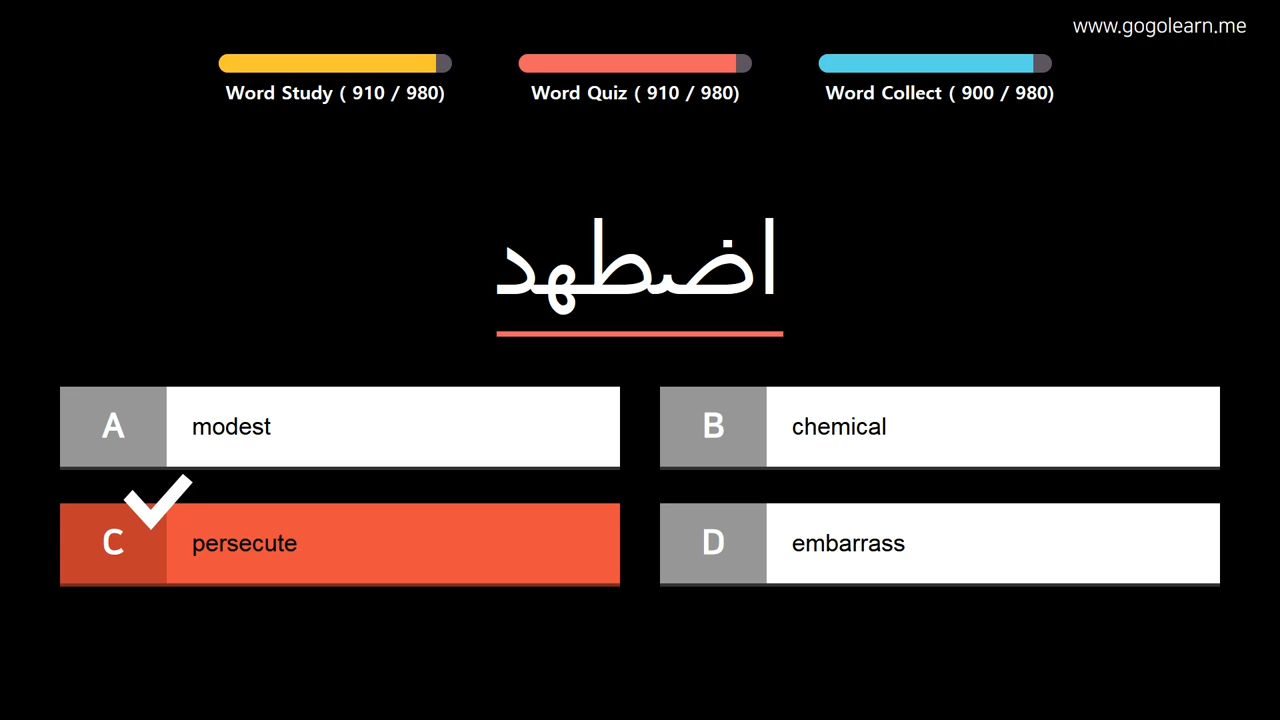 www.gogolearn.me
Word Study ( 910 / 980)
Word Quiz ( 910 / 980)
Word Collect ( 900 / 980)
اضطهد
A modest
B chemical
C persecute
D embarrass